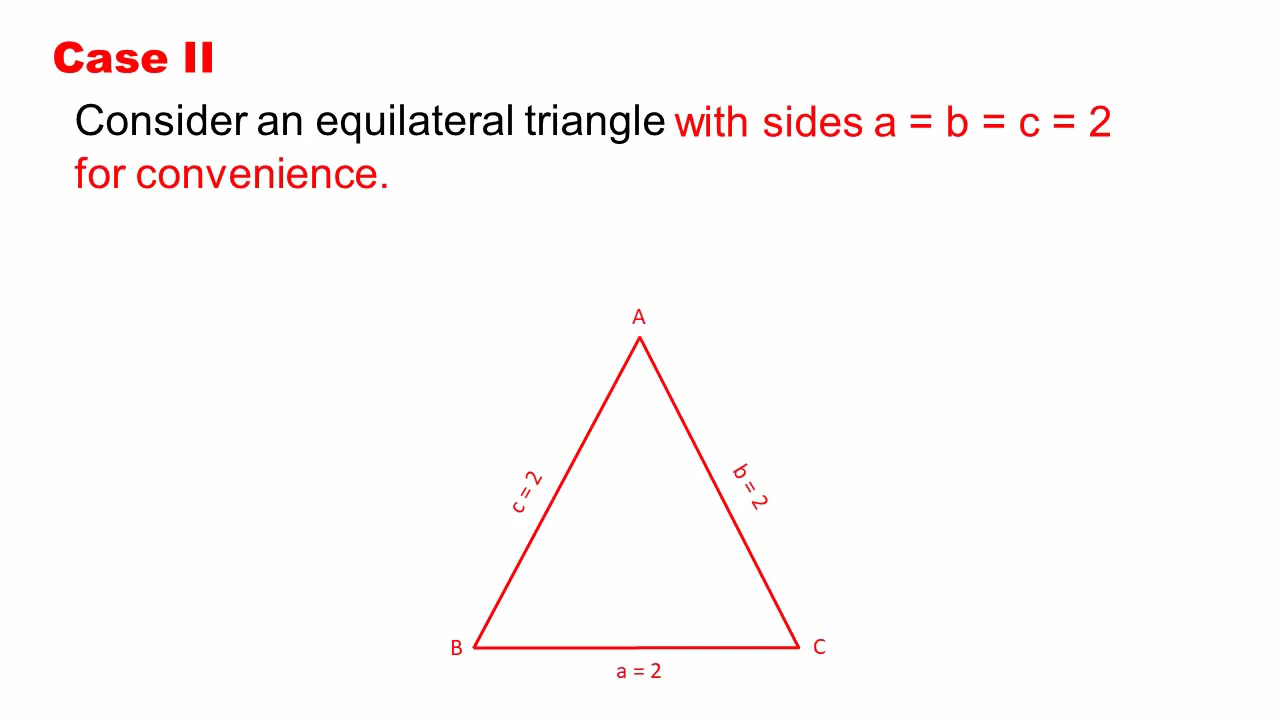 Case II
Consider an equilateral triangle with sides a = b = c = 2
for convenience.
A
c = 2
b = 2
B
C
a = 2